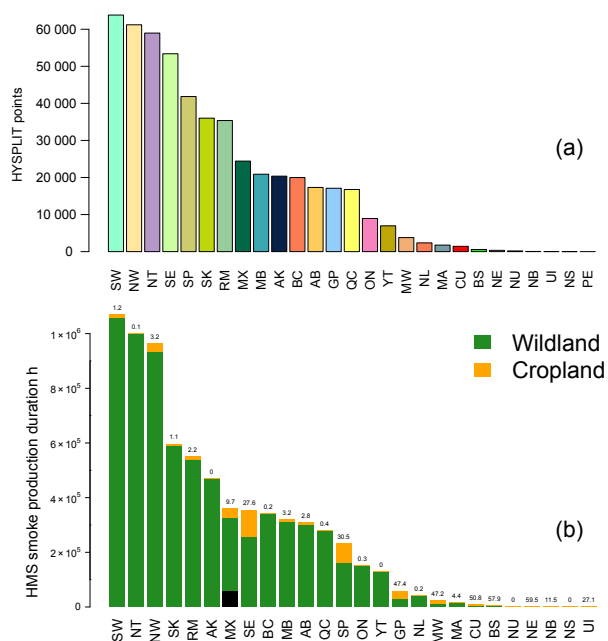 60 000
50 000
40 000
30 000
20 000
10 000
0
HYSPLIT points
(a)
SW NW NT SE SP SK RM MX MB AK BC AB GP QC ON YT MW NL MA CU BS NE NU NB UI NS PE
Wildland
Cropland
1 × 10⁶
8 × 10⁵
6 × 10⁵
4 × 10⁵
2 × 10⁵
0
HMS smoke production duration h
1.2 0.1 3.2 1.1 2.2 0 9.7 27.6 0.2 3.2 2.8 0.4 30.5 0.3 0 47.4 0.2 47.2 4.4 50.8 57.9 0 59.5 11.5 0 27.1
(b)
SW NT NW SK RM AK MX SE BC MB AB QC SP ON YT GP NL MW MA CU BS NU NE NB NS UI